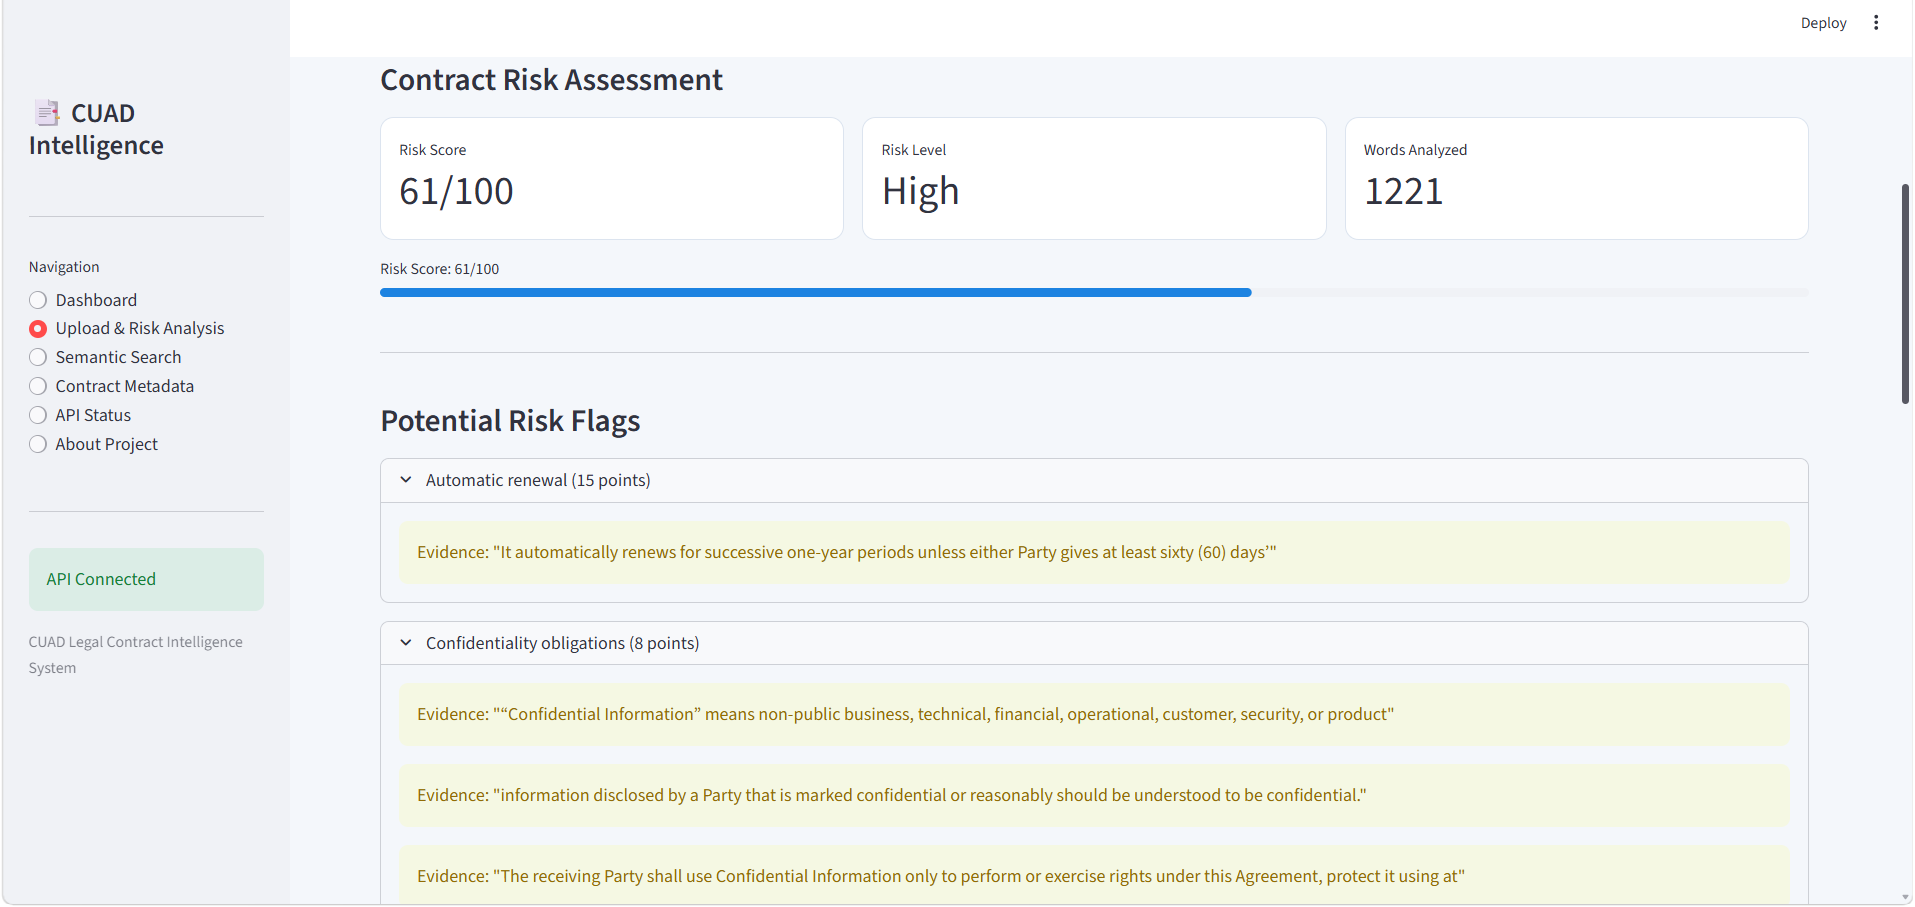 Deploy
CUAD
Intelligence
Navigation
Dashboard
Upload & Risk Analysis
Semantic Search
Contract Metadata
API Status
About Project
API Connected
CUAD Legal Contract Intelligence
System
Contract Risk Assessment
Risk Score
61/100
Risk Level
High
Words Analyzed
1221
Risk Score: 61/100
Potential Risk Flags
Automatic renewal (15 points)
Evidence: "It automatically renews for successive one-year periods unless either Party gives at least sixty (60) days’"
Confidentiality obligations (8 points)
Evidence: "“Confidential Information” means non-public business, technical, financial, operational, customer, security, or product"
Evidence: "information disclosed by a Party that is marked confidential or reasonably should be understood to be confidential."
Evidence: "The receiving Party shall use Confidential Information only to perform or exercise rights under this Agreement, protect it using at"